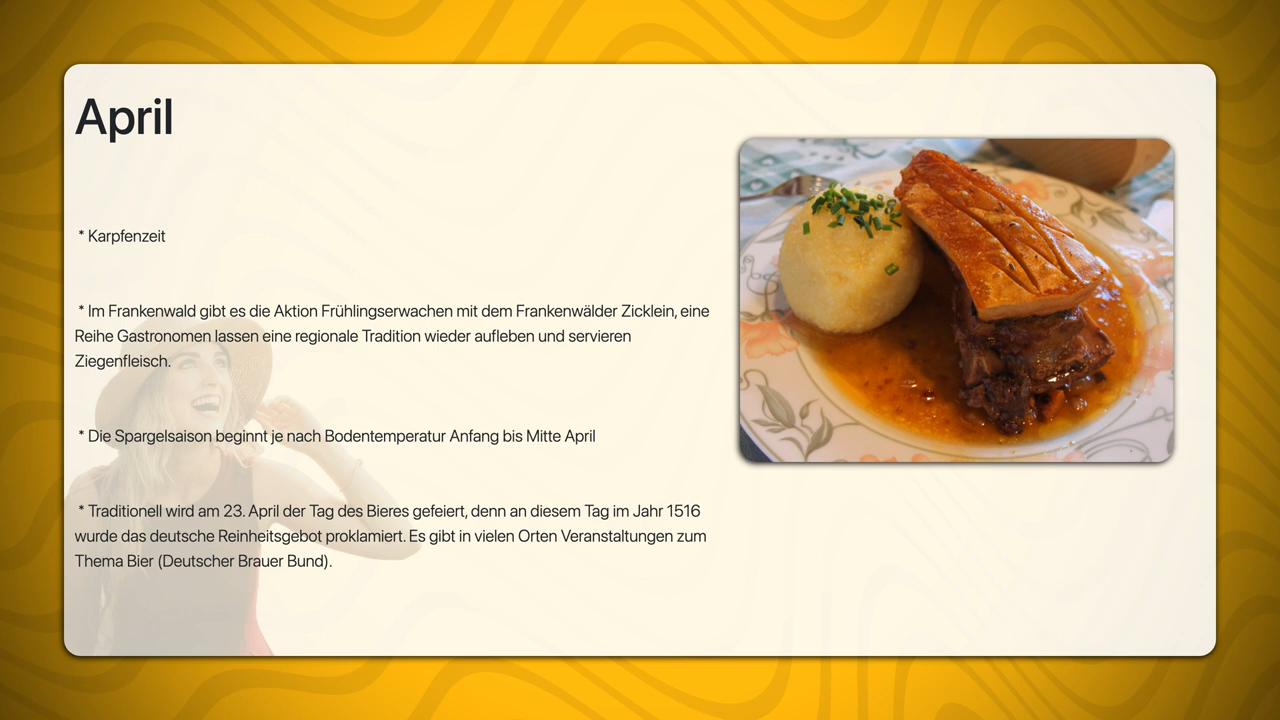 April
* Karpfenzeit
* Im Frankenwald gibt es die Aktion Frühlingserwachen mit dem Frankenwälder Zicklein, eine
Reihe Gastronomen lassen eine regionale Tradition wieder aufleben und servieren
Ziegenfleisch.
* Die Spargelsaison beginnt je nach Bodentemperatur Anfang bis Mitte April
* Traditionell wird am 23. April der Tag des Bieres gefeiert, denn an diesem Tag im Jahr 1516
wurde das deutsche Reinheitsgebot proklamiert. Es gibt in vielen Orten Veranstaltungen zum
Thema Bier (Deutscher Brauer Bund).